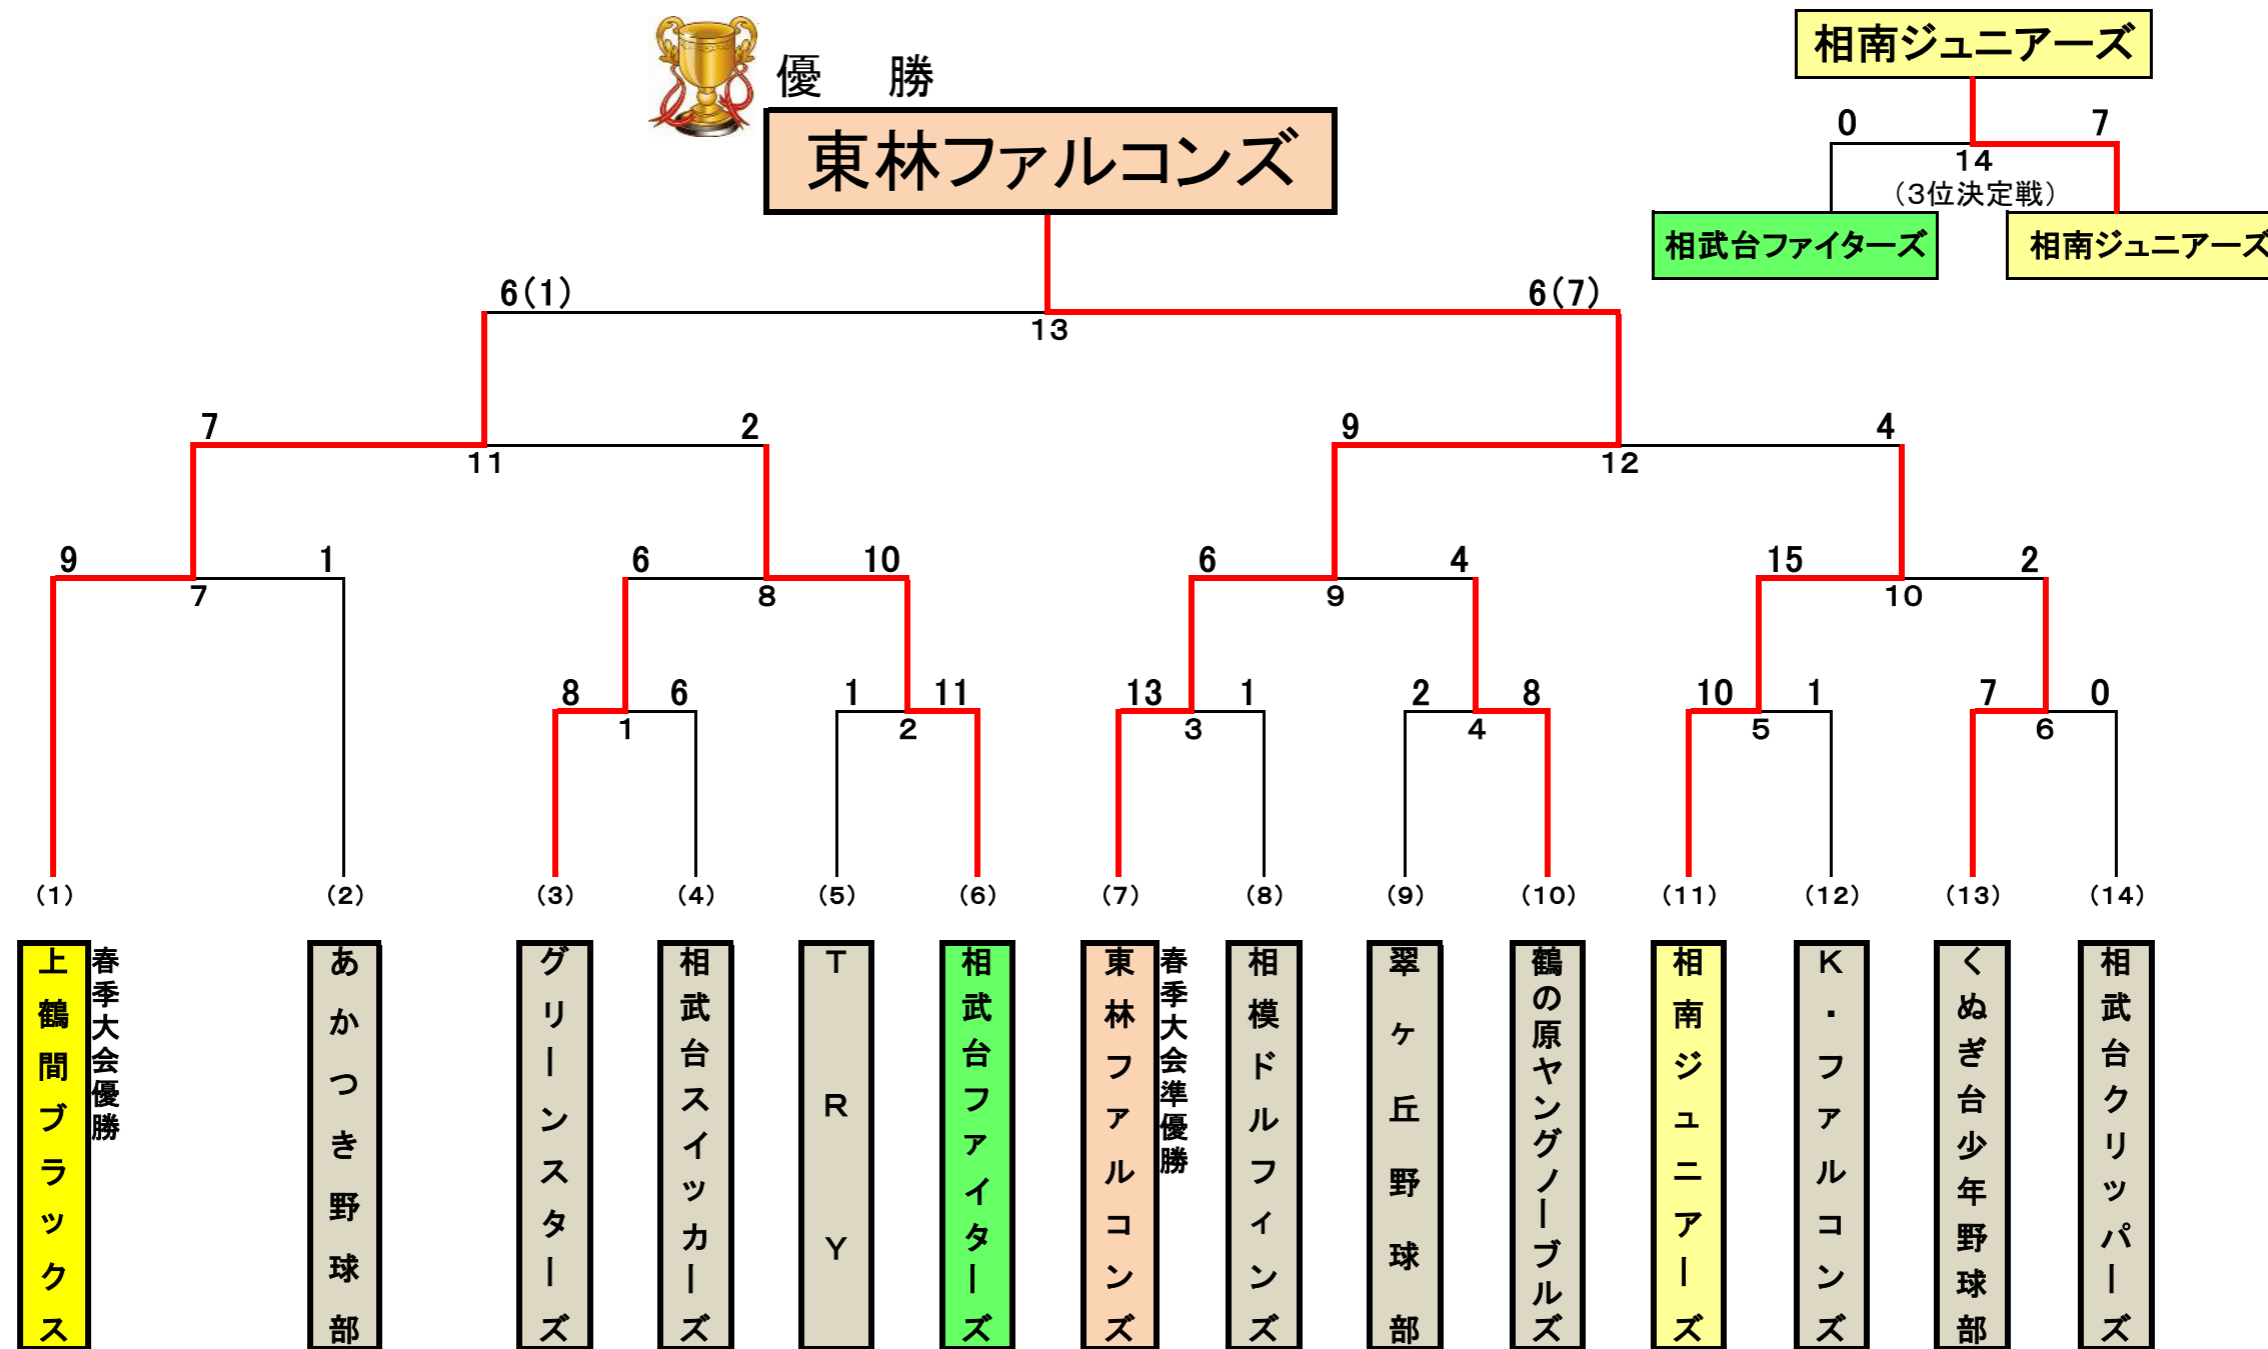 優　勝
東林ファルコンズ
相南ジュニアーズ
0 7
14
(3位決定戦)
相武台ファイターズ 相南ジュニアーズ
6(1) 6(7)
13
7 2 9 4
11 12
9 1 6 10 6 4 15 2
7 8 9 10
8 6 1 11 13 1 2 8 10 1 7 0
1 2 3 4 5 6
(1) (2) (3) (4) (5) (6) (7) (8) (9) (10) (11) (12) (13) (14)
上鶴間ブラックス
春季大会優勝
あかつき野球部
グリーンスターズ
相武台スイッカーズ
TRY
相武台ファイターズ
東林ファルコンズ
春季大会準優勝
相模ドルフィンズ
翠ヶ丘野球部
鶴の原ヤングノーブルズ
相南ジュニアーズ
K・ファルコンズ
くぬぎ台少年野球部
相武台クリッパーズ